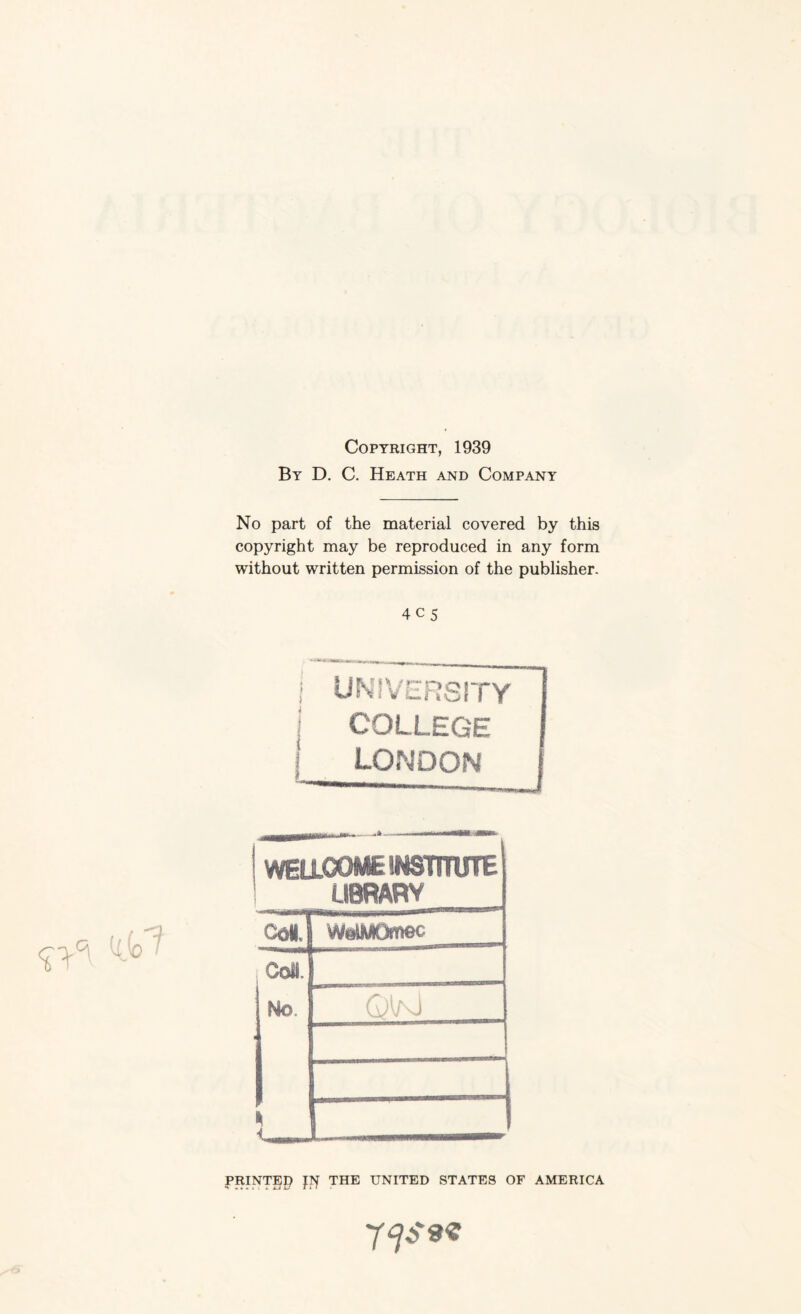 COPYRIGHT, 1939
BY D. C. HEATH AND COMPANY
No part of the material covered by this
copyright may be reproduced in any form
without written permission of the publisher.
4 C 5
UNIVERSITY
COLLEGE
LONDON
WELLCOME INSTITUTE
LIBRARY
Coll. WelMOmec
Coll.
No. QW
PRINTED IN THE UNITED STATES OF AMERICA